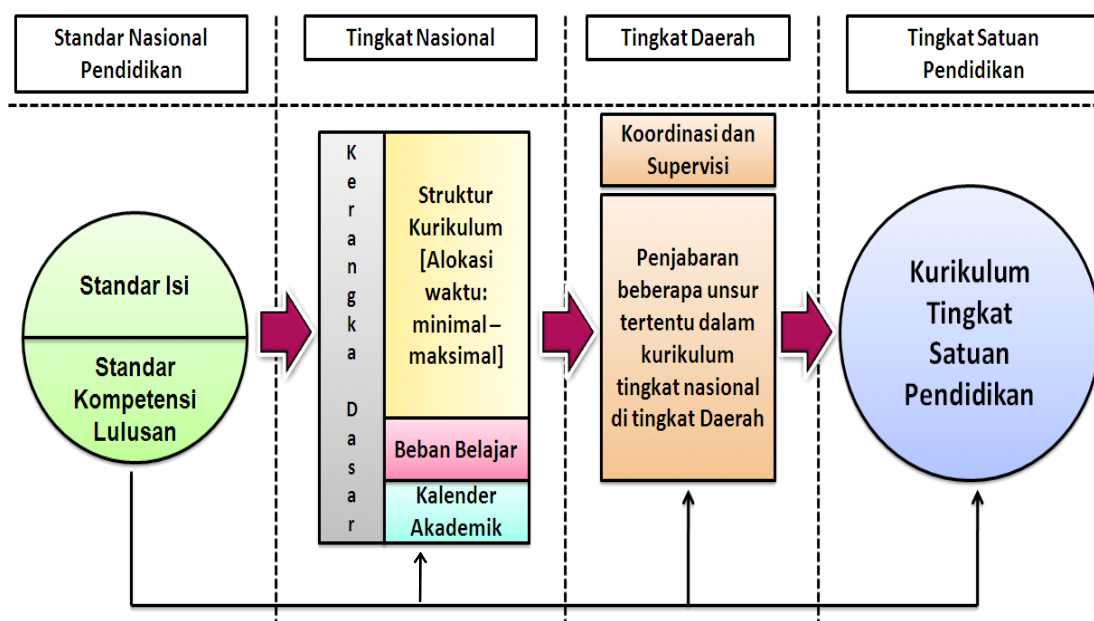 Standar Nasional
Pendidikan
Tingkat Nasional
Tingkat Daerah
Tingkat Satuan
Pendidikan
Standar Isi
Standar
Kompetensi
Lulusan
Kerangka Dasar
Struktur
Kurikulum
[Alokasi
waktu:
minimal –
maksimal]
Beban Belajar
Kalender
Akademik
Koordinasi dan
Supervisi
Penjabaran
beberapa unsur
tertentu dalam
kurikulum
tingkat nasional
di tingkat Daerah
Kurikulum
Tingkat
Satuan
Pendidikan